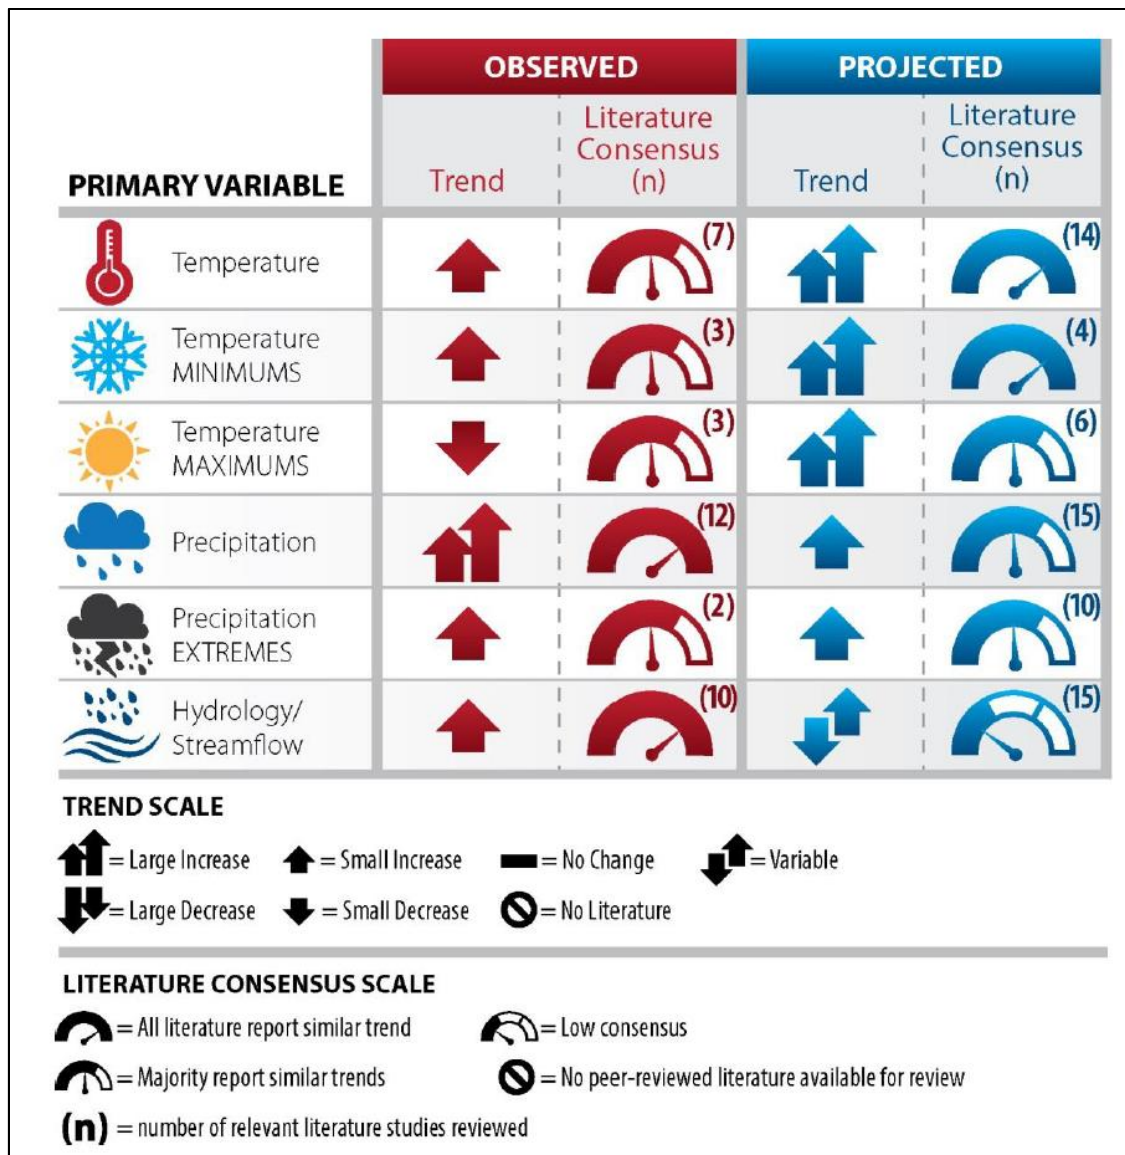 OBSERVED
PROJECTED
PRIMARY VARIABLE
Trend
Literature
Consensus
(n)
Trend
Literature
Consensus
(n)
Temperature
(7)
(14)
Temperature
MINIMUMS
(3)
(4)
Temperature
MAXIMUMS
(3)
(6)
Precipitation
(12)
(15)
Precipitation
EXTREMES
(2)
(10)
Hydrology/
Streamflow
(10)
(15)
TREND SCALE
= Large Increase
= Small Increase
= No Change
= Variable
= Large Decrease
= Small Decrease
= No Literature
LITERATURE CONSENSUS SCALE
= All literature report similar trend
= Low consensus
= Majority report similar trends
= No peer-reviewed literature available for review
(n) = number of relevant literature studies reviewed